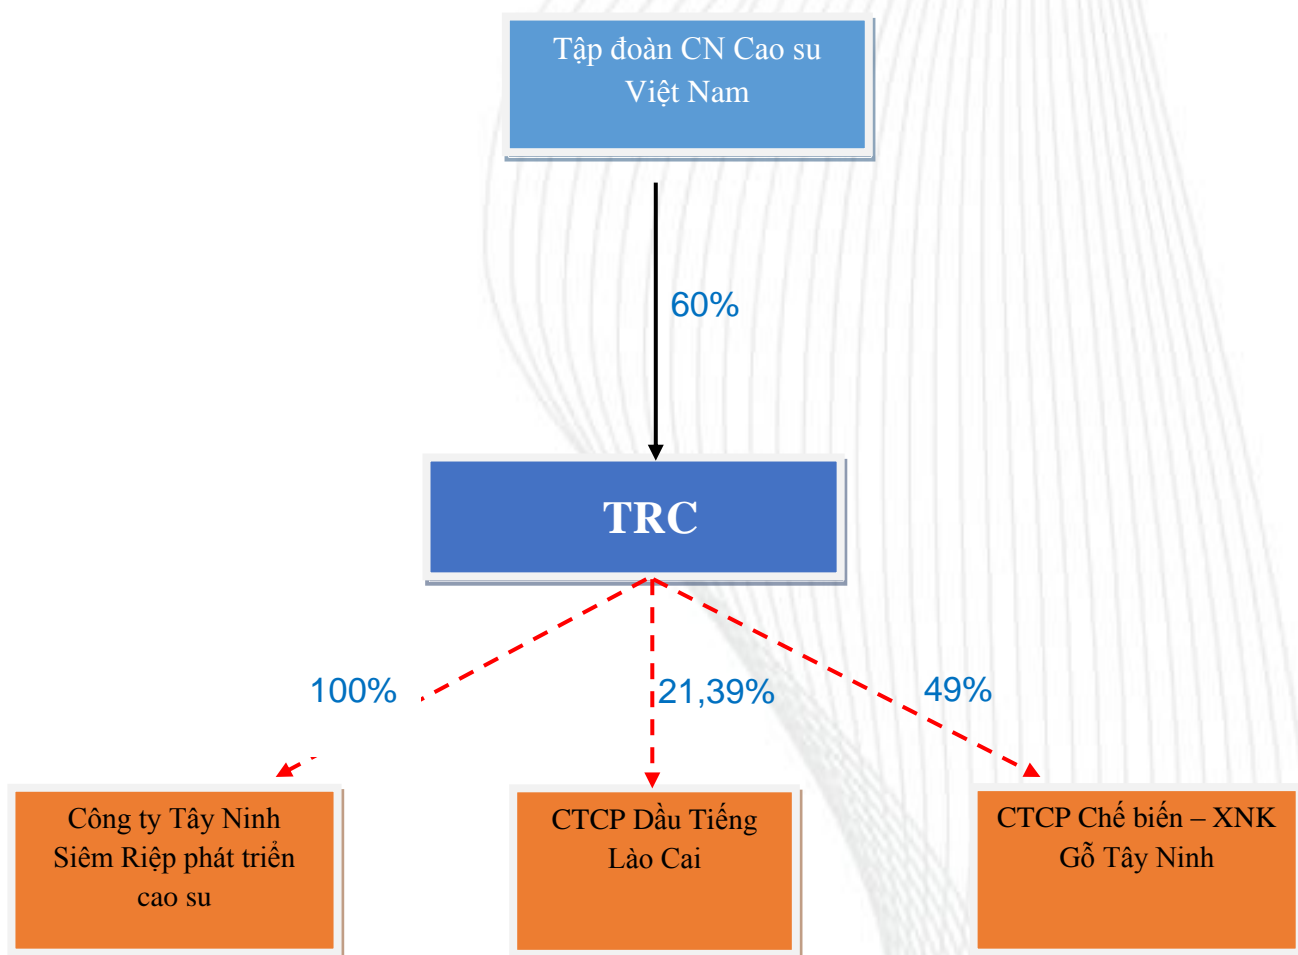 Tập đoàn CN Cao su
Việt Nam
60%
TRC
100%
21,39%
49%
Công ty Tây Ninh
Siêm Riệp phát triển
cao su
CTCP Dầu Tiếng
Lào Cai
CTCP Chế biến – XNK
Gỗ Tây Ninh